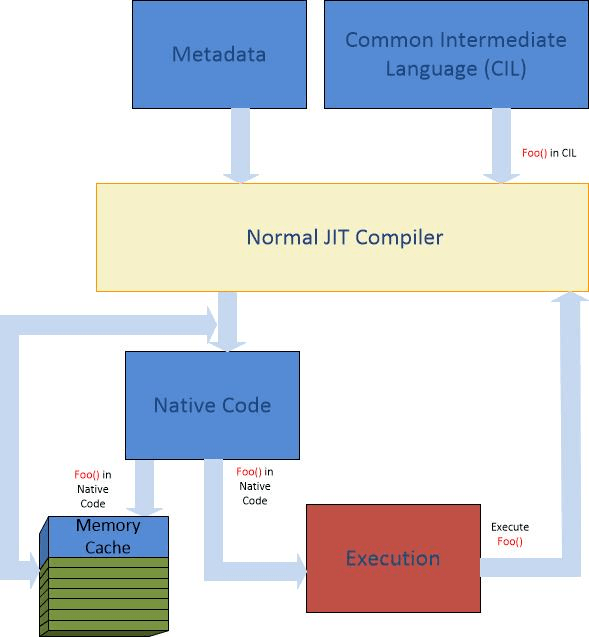 Metadata
Common Intermediate
Language (CIL)
Foo() in CIL
Normal JIT Compiler
Native Code
Foo() in
Native
Code
Foo() in
Native
Code
Memory
Cache
Execution
Execute
Foo()